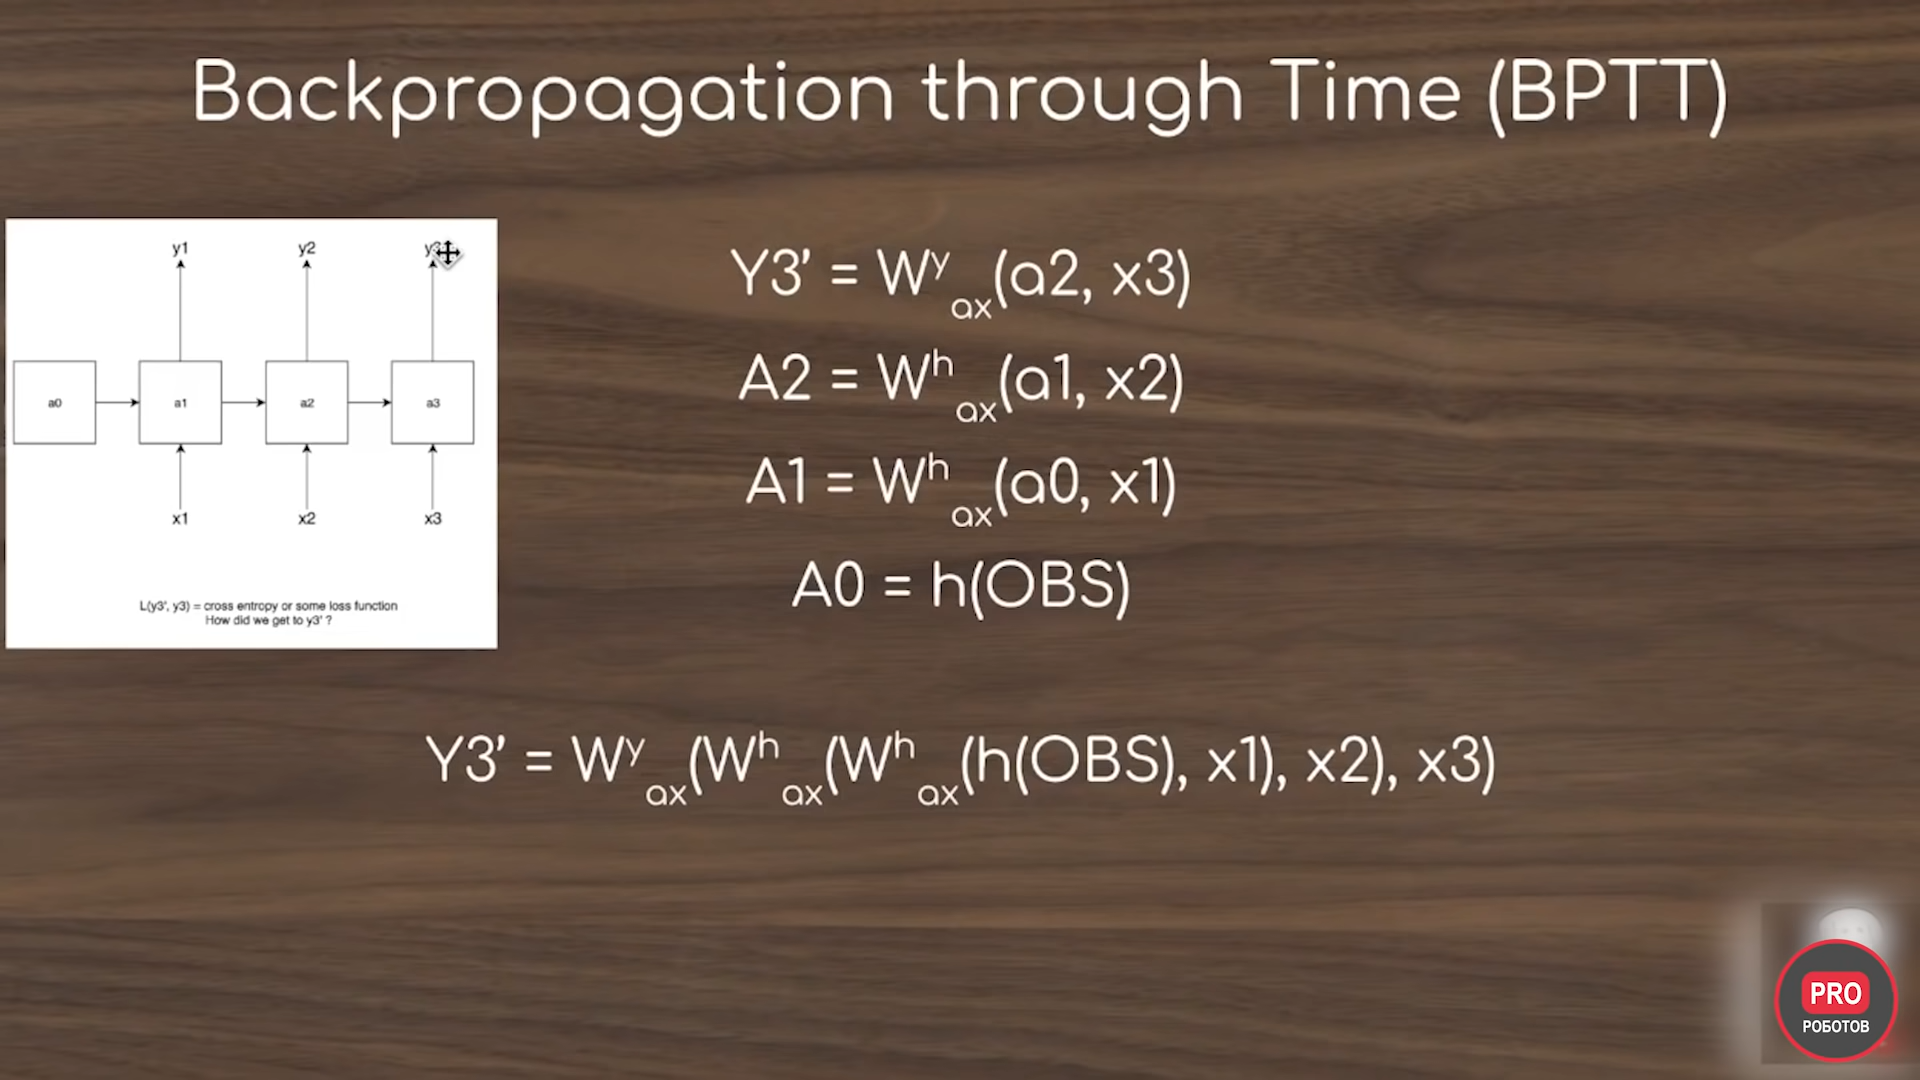 Backpropagation through Time (BPTT)
y1 y2 y3
a0 a1 a2 a3
x1 x2 x3
L(y3', y3) = cross entropy or some loss function
How did we get to y3' ?
Y3’ = Wʸₐₓ(a2, x3)
A2 = Wʰₐₓ(a1, x2)
A1 = Wʰₐₓ(a0, x1)
A0 = h(OBS)
Y3’ = Wʸₐₓ(Wʰₐₓ(Wʰₐₓ(h(OBS), x1), x2), x3)
PRO
РОБОТОВ